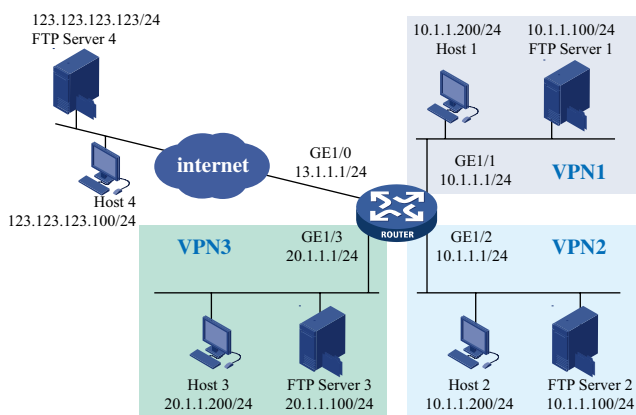 123.123.123.123/24
FTP Server 4
10.1.1.200/24
Host 1
10.1.1.100/24
FTP Server 1
internet
GE1/0
13.1.1.1/24
GE1/1
10.1.1.1/24
VPN1
Host 4
123.123.123.100/24
ROUTER
VPN3
GE1/3
20.1.1.1/24
GE1/2
10.1.1.1/24
VPN2
Host 3
20.1.1.200/24
FTP Server 3
20.1.1.100/24
Host 2
10.1.1.200/24
FTP Server 2
10.1.1.100/24